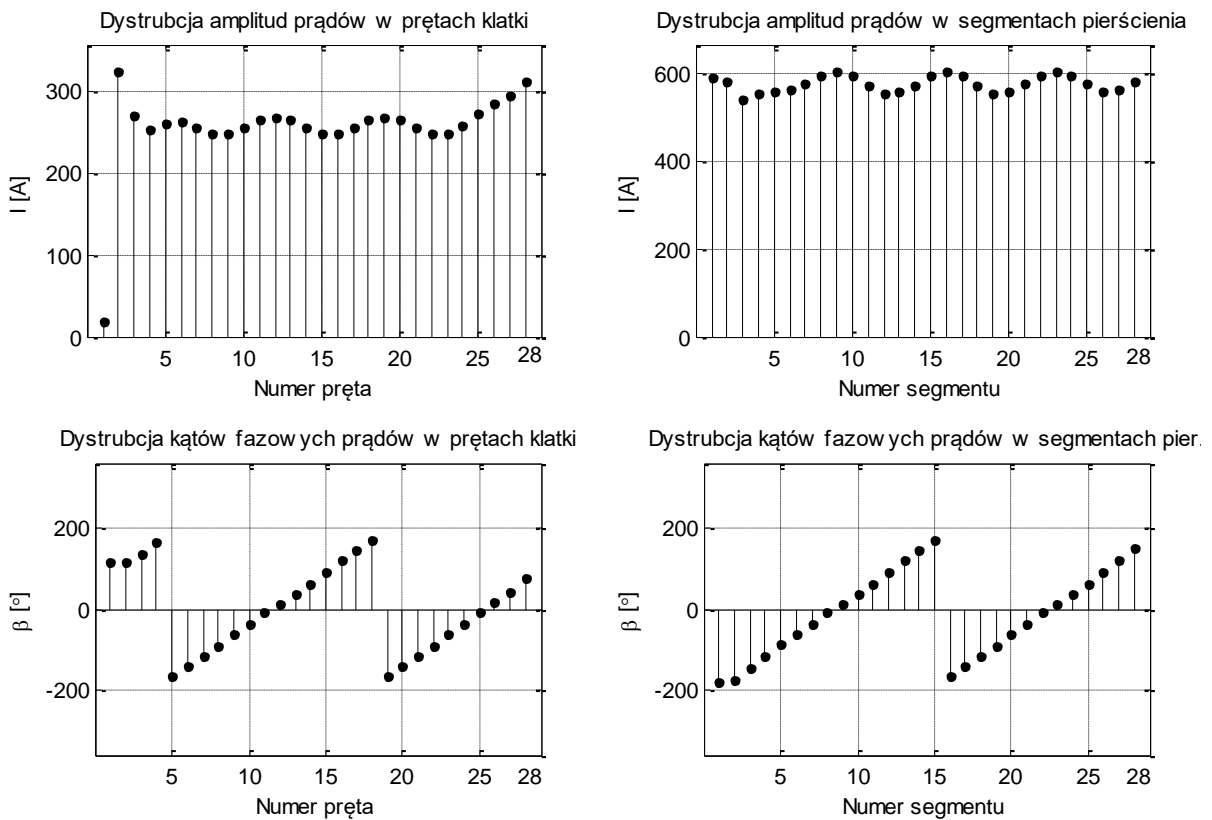 Dystrubcja amplitud prądów w prętach klatki
300
200
100
0
I [A]
5 10 15 20 25 28
Numer pręta
Dystrubcja amplitud prądów w segmentach pierścienia
600
400
200
0
I [A]
5 10 15 20 25 28
Numer segmentu
Dystrubcja kątów fazowych prądów w prętach klatki
200
0
-200
β [°]
5 10 15 20 25 28
Numer pręta
Dystrubcja kątów fazowych prądów w segmentach pier.
200
0
-200
β [°]
5 10 15 20 25 28
Numer segmentu